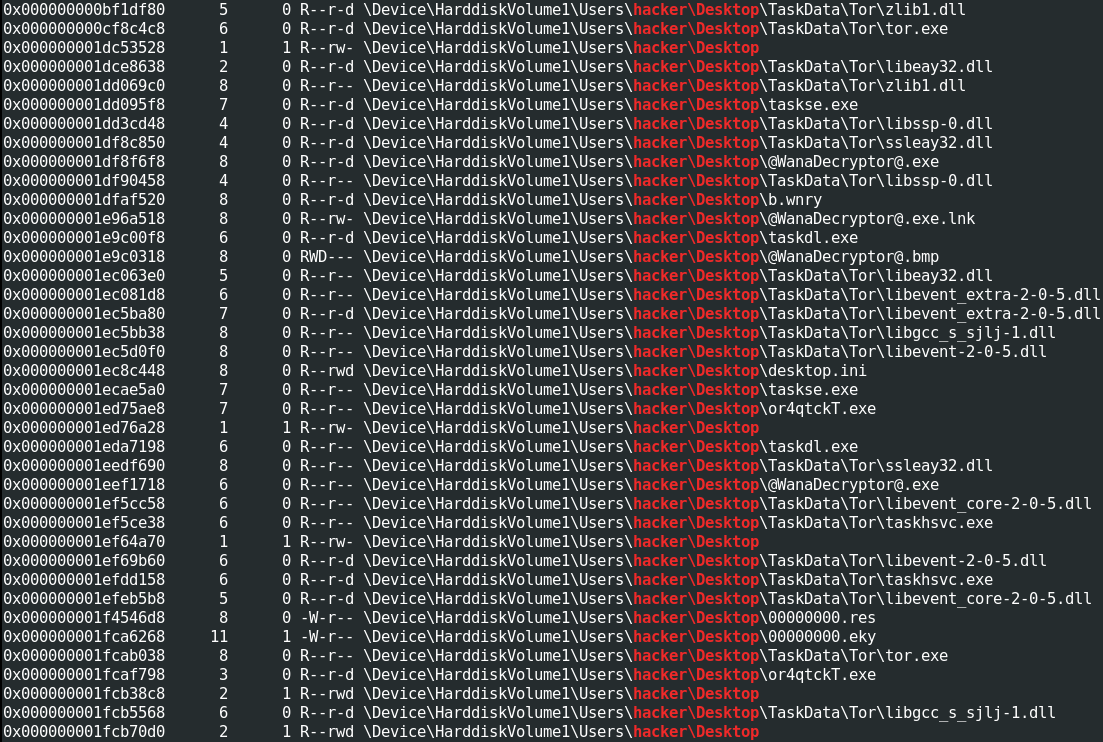 0x000000000bf1df80      5      0 R--r-d \Device\HarddiskVolume1\Users\hacker\Desktop\TaskData\Tor\zlib1.dll
0x000000000cf8c4c8      6      0 R--r-d \Device\HarddiskVolume1\Users\hacker\Desktop\TaskData\Tor\tor.exe
0x000000001dc53528      1      1 R--rw- \Device\HarddiskVolume1\Users\hacker\Desktop
0x000000001dce8638      2      0 R--r-d \Device\HarddiskVolume1\Users\hacker\Desktop\TaskData\Tor\libeay32.dll
0x000000001dd069c0      8      0 R--r-- \Device\HarddiskVolume1\Users\hacker\Desktop\TaskData\Tor\zlib1.dll
0x000000001dd095f8      7      0 R--r-d \Device\HarddiskVolume1\Users\hacker\Desktop\taskse.exe
0x000000001dd3cd48      4      0 R--r-d \Device\HarddiskVolume1\Users\hacker\Desktop\TaskData\Tor\libssp-0.dll
0x000000001df8c850      4      0 R--r-d \Device\HarddiskVolume1\Users\hacker\Desktop\TaskData\Tor\ssleay32.dll
0x000000001df8f6f8      8      0 R--r-d \Device\HarddiskVolume1\Users\hacker\Desktop\@WanaDecryptor@.exe
0x000000001df90458      4      0 R--r-- \Device\HarddiskVolume1\Users\hacker\Desktop\TaskData\Tor\libssp-0.dll
0x000000001dfaf520      8      0 R--r-d \Device\HarddiskVolume1\Users\hacker\Desktop\b.wnry
0x000000001e96a518      8      0 R--rw- \Device\HarddiskVolume1\Users\hacker\Desktop\@WanaDecryptor@.exe.lnk
0x000000001e9c00f8      6      0 R--r-d \Device\HarddiskVolume1\Users\hacker\Desktop\taskdl.exe
0x000000001e9c0318      8      0 RWD--- \Device\HarddiskVolume1\Users\hacker\Desktop\@WanaDecryptor@.bmp
0x000000001ec063e0      5      0 R--r-- \Device\HarddiskVolume1\Users\hacker\Desktop\TaskData\Tor\libeay32.dll
0x000000001ec081d8      6      0 R--r-- \Device\HarddiskVolume1\Users\hacker\Desktop\TaskData\Tor\libevent_extra-2-0-5.dll
0x000000001ec5ba80      7      0 R--r-d \Device\HarddiskVolume1\Users\hacker\Desktop\TaskData\Tor\libevent_extra-2-0-5.dll
0x000000001ec5bb38      8      0 R--r-- \Device\HarddiskVolume1\Users\hacker\Desktop\TaskData\Tor\libgcc_s_sjlj-1.dll
0x000000001ec5d0f0      8      0 R--r-- \Device\HarddiskVolume1\Users\hacker\Desktop\TaskData\Tor\libevent-2-0-5.dll
0x000000001ec8c448      8      0 R--rwd \Device\HarddiskVolume1\Users\hacker\Desktop\desktop.ini
0x000000001ecae5a0      7      0 R--r-- \Device\HarddiskVolume1\Users\hacker\Desktop\taskse.exe
0x000000001ed75ae8      7      0 R--r-- \Device\HarddiskVolume1\Users\hacker\Desktop\or4qtckT.exe
0x000000001ed76a28      1      1 R--rw- \Device\HarddiskVolume1\Users\hacker\Desktop
0x000000001eda7198      6      0 R--r-- \Device\HarddiskVolume1\Users\hacker\Desktop\taskdl.exe
0x000000001eedf690      8      0 R--r-- \Device\HarddiskVolume1\Users\hacker\Desktop\TaskData\Tor\ssleay32.dll
0x000000001eef1718      6      0 R--r-- \Device\HarddiskVolume1\Users\hacker\Desktop\@WanaDecryptor@.exe
0x000000001ef5cc58      6      0 R--r-- \Device\HarddiskVolume1\Users\hacker\Desktop\TaskData\Tor\libevent_core-2-0-5.dll
0x000000001ef5ce38      6      0 R--r-- \Device\HarddiskVolume1\Users\hacker\Desktop\TaskData\Tor\taskhsvc.exe
0x000000001ef64a70      1      1 R--rw- \Device\HarddiskVolume1\Users\hacker\Desktop
0x000000001ef69b60      6      0 R--r-d \Device\HarddiskVolume1\Users\hacker\Desktop\TaskData\Tor\libevent-2-0-5.dll
0x000000001efdd158      6      0 R--r-d \Device\HarddiskVolume1\Users\hacker\Desktop\TaskData\Tor\taskhsvc.exe
0x000000001efeb5b8      5      0 R--r-d \Device\HarddiskVolume1\Users\hacker\Desktop\TaskData\Tor\libevent_core-2-0-5.dll
0x000000001f4546d8      8      0 -W-r-- \Device\HarddiskVolume1\Users\hacker\Desktop\00000000.res
0x000000001fca6268     11      1 -W-r-- \Device\HarddiskVolume1\Users\hacker\Desktop\00000000.eky
0x000000001fcab038      8      0 R--r-- \Device\HarddiskVolume1\Users\hacker\Desktop\TaskData\Tor\tor.exe
0x000000001fcaf798      3      0 R--r-d \Device\HarddiskVolume1\Users\hacker\Desktop\or4qtckT.exe
0x000000001fcb38c8      2      1 R--rwd \Device\HarddiskVolume1\Users\hacker\Desktop
0x000000001fcb5568      6      0 R--r-d \Device\HarddiskVolume1\Users\hacker\Desktop\TaskData\Tor\libgcc_s_sjlj-1.dll
0x000000001fcb70d0      2      1 R--rwd \Device\HarddiskVolume1\Users\hacker\Desktop